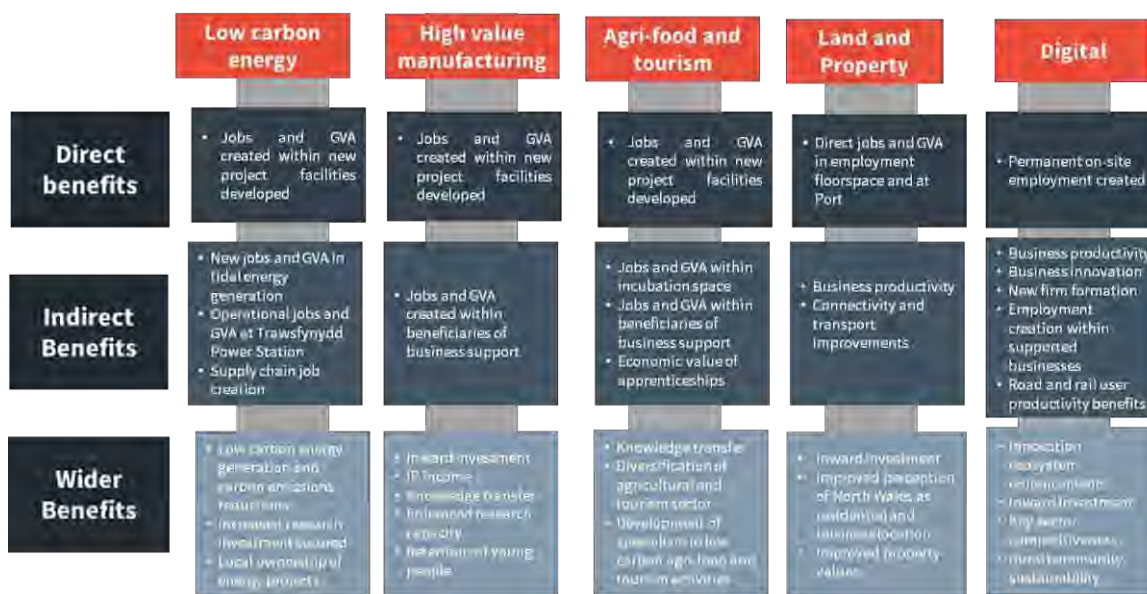 Low carbon
energy
High value
manufacturing
Agri-food and
tourism
Land and
Property
Digital
Direct
benefits
• Jobs and GVA
created within new
project facilities
developed
• Jobs and GVA
created within new
project facilities
developed
• Jobs and GVA
created within new
project facilities
developed
• Direct jobs and GVA
in employment
floorspace and at
Port
• Permanent on-site
employment created
Indirect
Benefits
• New jobs and GVA in
tidal energy
generation
• Operational jobs and
GVA at Trawsfynydd
Power Station
• Supply chain job
creation
• Jobs and GVA
created within
beneficiaries of
business support
• Jobs and GVA within
incubation space
• Jobs and GVA within
beneficiaries of
business support
• Economic value of
apprenticeships
• Business productivity
• Connectivity and
transport
improvements
• Business productivity
• Business innovation
• New firm formation
• Employment
creation within
supported
businesses
• Road and rail user
productivity benefits
Wider
Benefits
• Low carbon energy
generation and
carbon emissions
reductions
• Increased research
investment secured
• Local ownership of
energy projects
• Inward investment
• IP Income
• Knowledge transfer
• Enhanced research
capacity
• Retention of young
people
• Knowledge transfer
• Diversification of
agricultural and
tourism sector
• Development of
specialism in low
carbon agri-food and
tourism activities
• Inward investment
• Improved perception
of North Wales as
residential and
business location
• Improved property
values
• Innovation
ecosystem
• Inward investment
• Key sector
competitiveness
• Rural community
sustainability